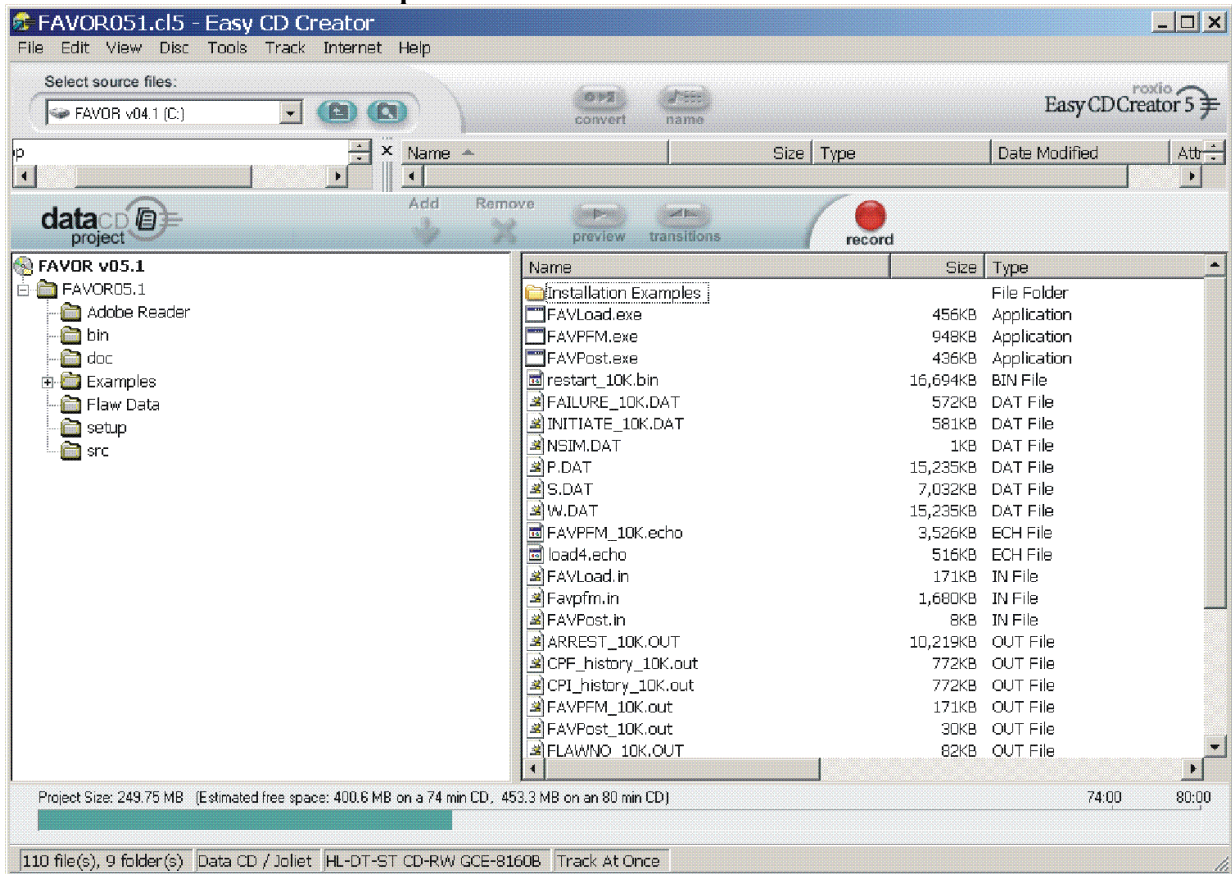 FAVOR051.cl5 - Easy CD Creator
File Edit View Disc Tools Track Internet Help
Select source files:
FAVOR v04.1 (C:)
convert
name
roxio
Easy CD Creator 5
p
Name Size Type Date Modified Attr
dataCD project
Add
Remove
preview
transitions
record
FAVOR v05.1
FAVOR05.1
Adobe Reader
bin
doc
Examples
Flaw Data
setup
src
Name Size Type
Installation Examples File Folder
FAVLoad.exe 456KB Application
FAVPFM.exe 948KB Application
FAVPost.exe 436KB Application
restart_10K.bin 16,694KB BIN File
FAILURE_10K.DAT 572KB DAT File
INITIATE_10K.DAT 581KB DAT File
NSIM.DAT 1KB DAT File
P.DAT 15,235KB DAT File
S.DAT 7,032KB DAT File
W.DAT 15,235KB DAT File
FAVPFM_10K.echo 3,526KB ECH File
load4.echo 516KB ECH File
FAVLoad.in 171KB IN File
Favpfm.in 1,680KB IN File
FAVPost.in 8KB IN File
ARREST_10K.OUT 10,219KB OUT File
CPF_history_10K.out 772KB OUT File
CPI_history_10K.out 772KB OUT File
FAVPFM_10K.out 171KB OUT File
FAVPost_10K.out 30KB OUT File
FLAWNO_10K.OUT 82KB OUT File
Project Size: 249.75 MB (Estimated free space: 400.6 MB on a 74 min CD, 453.3 MB on an 80 min CD) 74:00 80:00
110 file(s), 9 folder(s) Data CD / Joliet HL-DT-ST CD-RW GCE-8160B Track At Once